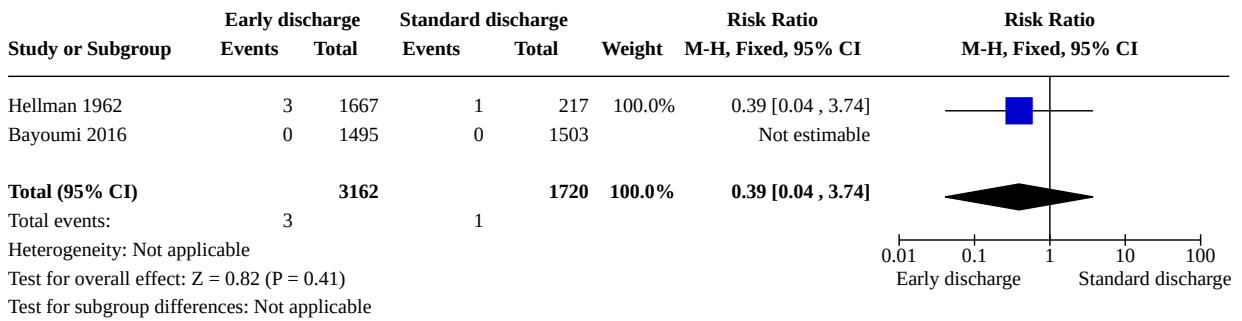 Early discharge Standard discharge Risk Ratio Risk Ratio
Study or Subgroup Events Total Events Total Weight M-H, Fixed, 95% CI M-H, Fixed, 95% CI
Hellman 1962 3 1667 1 217 100.0% 0.39 [0.04 , 3.74]
Bayoumi 2016 0 1495 0 1503 Not estimable
Total (95% CI) 3162 1720 100.0% 0.39 [0.04 , 3.74]
Total events: 3 1
Heterogeneity: Not applicable
Test for overall effect: Z = 0.82 (P = 0.41)
Test for subgroup differences: Not applicable
0.01 0.1 1 10 100
Early discharge Standard discharge